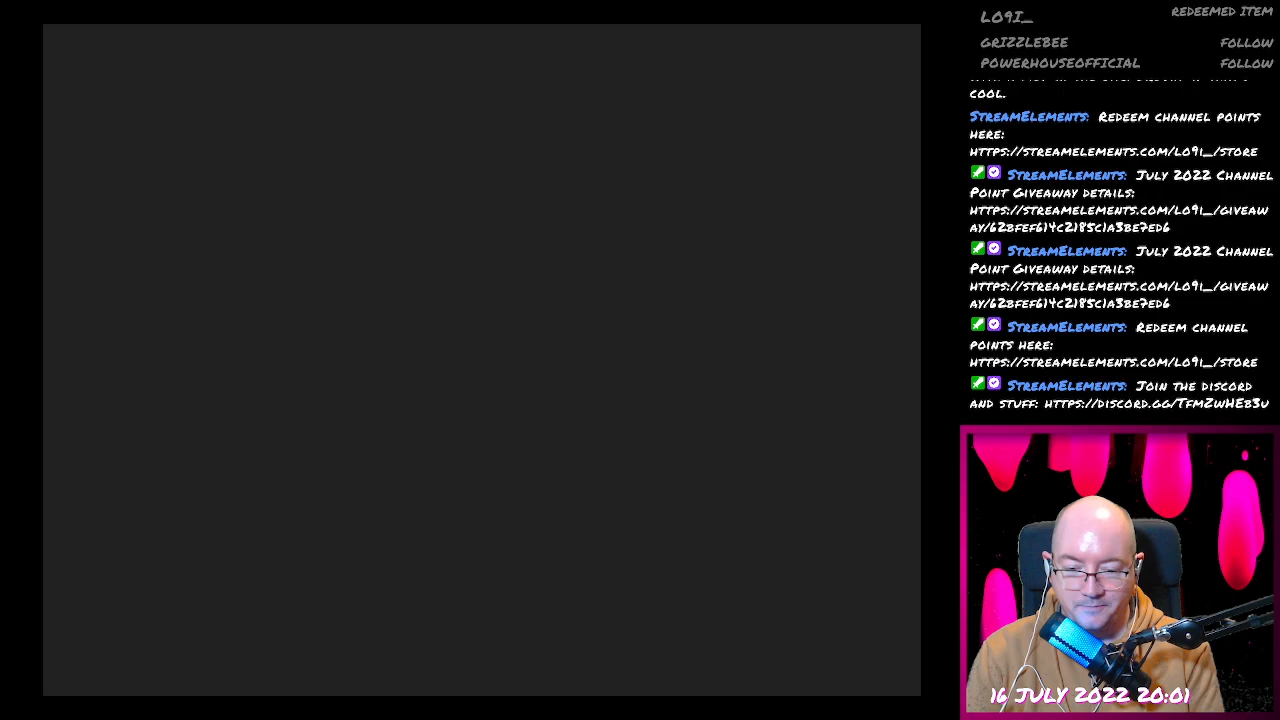 LO9I_ REDEEMED ITEM
GRIZZLEBEE FOLLOW
POWERHOUSEOFFICIAL FOLLOW
COOL.
STREAMELEMENTS: REDEEM CHANNEL POINTS
HERE:
HTTPS://STREAMELEMENTS.COM/LO9I_/STORE
STREAMELEMENTS: JULY 2022 CHANNEL
POINT GIVEAWAY DETAILS:
HTTPS://STREAMELEMENTS.COM/LO9I_/GIVEAW
AY/62BFEF614C2185C1A3BE7ED6
STREAMELEMENTS: JULY 2022 CHANNEL
POINT GIVEAWAY DETAILS:
HTTPS://STREAMELEMENTS.COM/LO9I_/GIVEAW
AY/62BFEF614C2185C1A3BE7ED6
STREAMELEMENTS: REDEEM CHANNEL
POINTS HERE:
HTTPS://STREAMELEMENTS.COM/LO9I_/STORE
STREAMELEMENTS: JOIN THE DISCORD
AND STUFF: HTTPS://DISCORD.GG/TFMZWHEB3U
16 JULY 2022 20:01